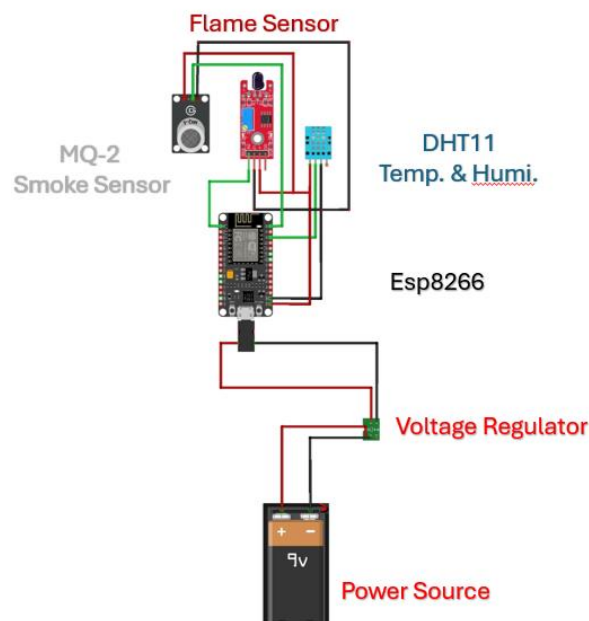 Flame Sensor
MQ-2
Smoke Sensor
DHT11
Temp. & Humi.
Esp8266
Voltage Regulator
+ −
9v
Power Source